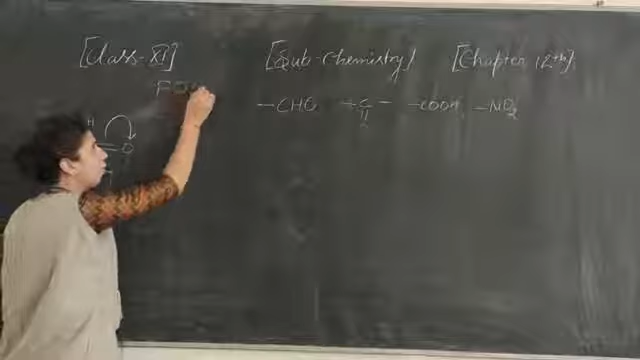 [Class-XI] [Sub-Chemistry] [Chapter 12th]
-CHO -C- -COOH, -NO2
H
O